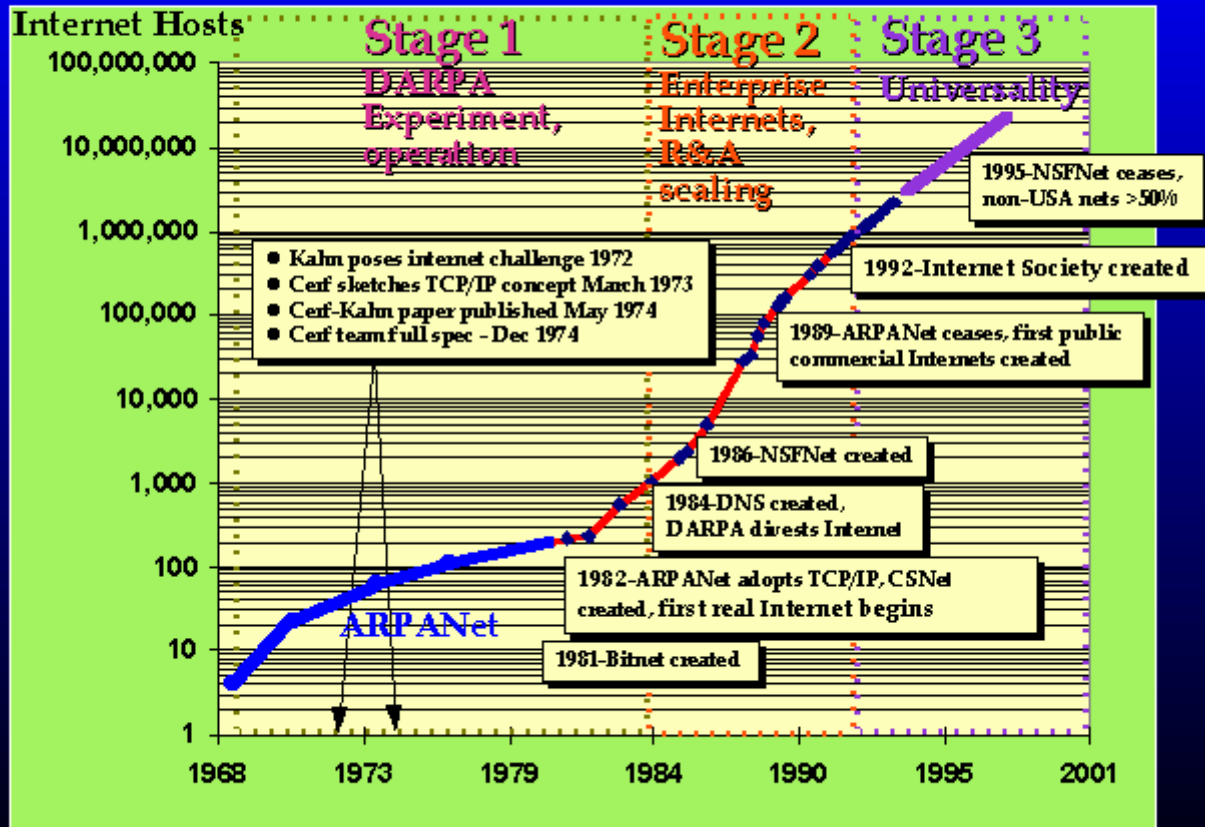 Internet Hosts
Stage 1
DARPA
Experiment,
operation
Stage 2
Enterprise
Internets,
R&A
scaling
Stage 3
Universality
100,000,000
10,000,000
1,000,000
100,000
10,000
1,000
100
10
1
● Kahn poses internet challenge 1972
● Cerf sketches TCP/IP concept March 1973
● Cerf-Kahn paper published May 1974
● Cerf team full spec - Dec 1974
1995-NSFNet ceases,
non-USA nets >50%
1992-Internet Society created
1989-ARPANet ceases, first public
commercial Internets created
1986-NSFNet created
1984-DNS created,
DARPA divests Internet
1982-ARPANet adopts TCP/IP, CSNet
created, first real Internet begins
1981-Bitnet created
ARPANet
1968 1973 1979 1984 1990 1995 2001